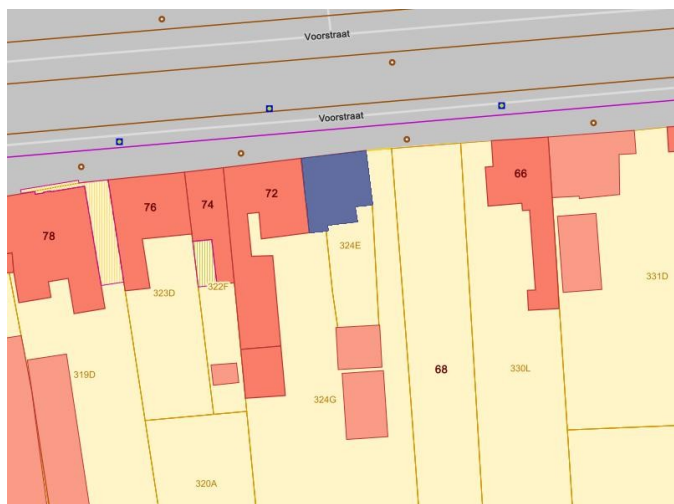 Voorstraat
Voorstraat
78
76
74
72
66
324E
323D
322F
331D
319D
68
330L
324G
320A